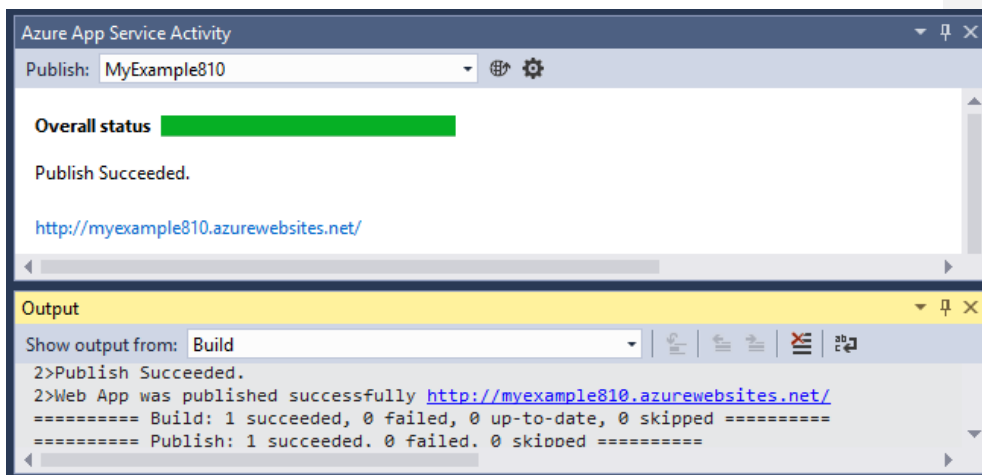 Azure App Service Activity
Publish: MyExample810
Overall status
Publish Succeeded.
http://myexample810.azurewebsites.net/
Output
Show output from: Build
2>Publish Succeeded.
2>Web App was published successfully http://myexample810.azurewebsites.net/
========== Build: 1 succeeded, 0 failed, 0 up-to-date, 0 skipped ==========
========== Publish: 1 succeeded, 0 failed, 0 skipped ==========